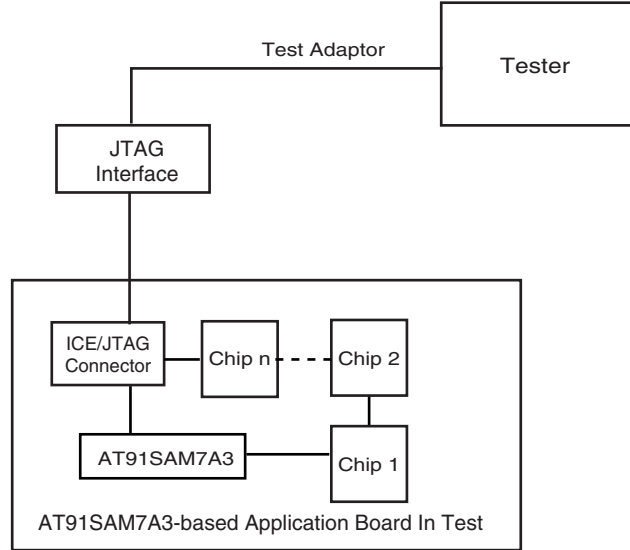 Test Adaptor
Tester
JTAG
Interface
ICE/JTAG
Connector
Chip n
Chip 2
AT91SAM7A3
Chip 1
AT91SAM7A3-based Application Board In Test